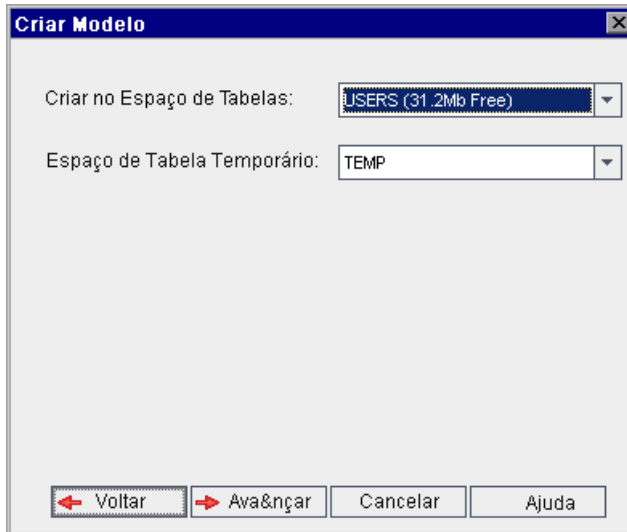 Criar Modelo
Criar no Espaço de Tabelas: USERS (31.2Mb Free)
Espaço de Tabela Temporário: TEMP
Voltar Ava&nçar Cancelar Ajuda